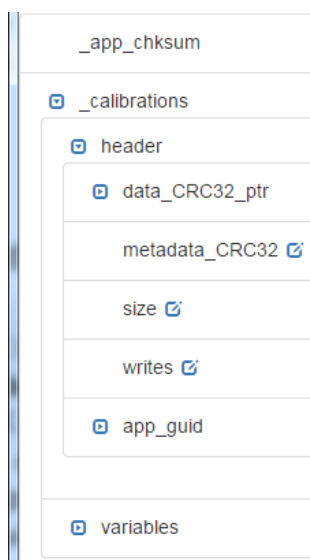 _app_chksum
_calibrations
header
data_CRC32_ptr
metadata_CRC32
size
writes
app_guid
variables